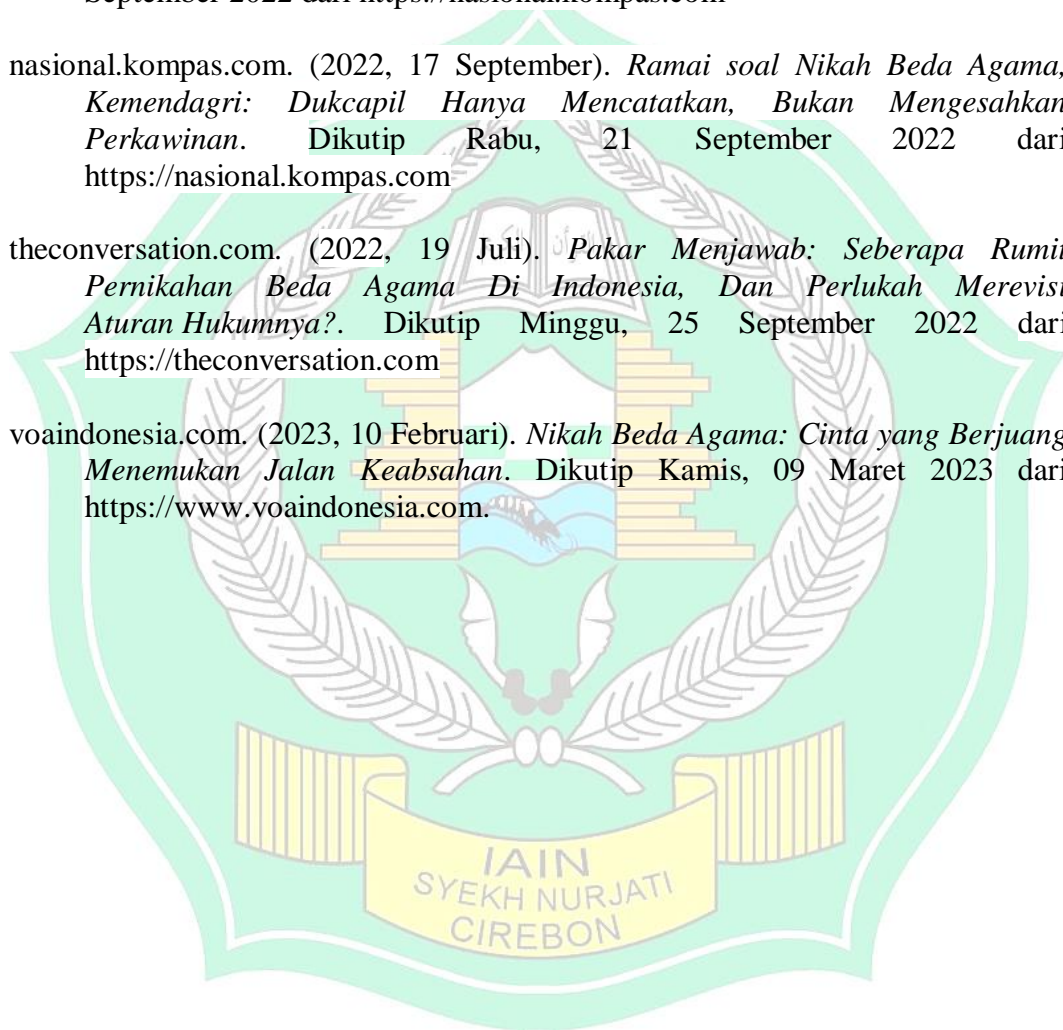 September 2022 dari https://nasional.kompas.com
nasional.kompas.com. (2022, 17 September). Ramai soal Nikah Beda Agama,
Kemendagri: Dukcapil Hanya Mencatatkan, Bukan Mengesahkan
Perkawinan. Dikutip Rabu, 21 September 2022 dari
https://nasional.kompas.com
theconversation.com. (2022, 19 Juli). Pakar Menjawab: Seberapa Rumit
Pernikahan Beda Agama Di Indonesia, Dan Perlukah Merevisi
Aturan Hukumnya?. Dikutip Minggu, 25 September 2022 dari
https://theconversation.com
voaindonesia.com. (2023, 10 Februari). Nikah Beda Agama: Cinta yang Berjuang
Menemukan Jalan Keabsahan. Dikutip Kamis, 09 Maret 2023 dari
https://www.voaindonesia.com.
IAIN
SYEKH NURJATI
CIREBON